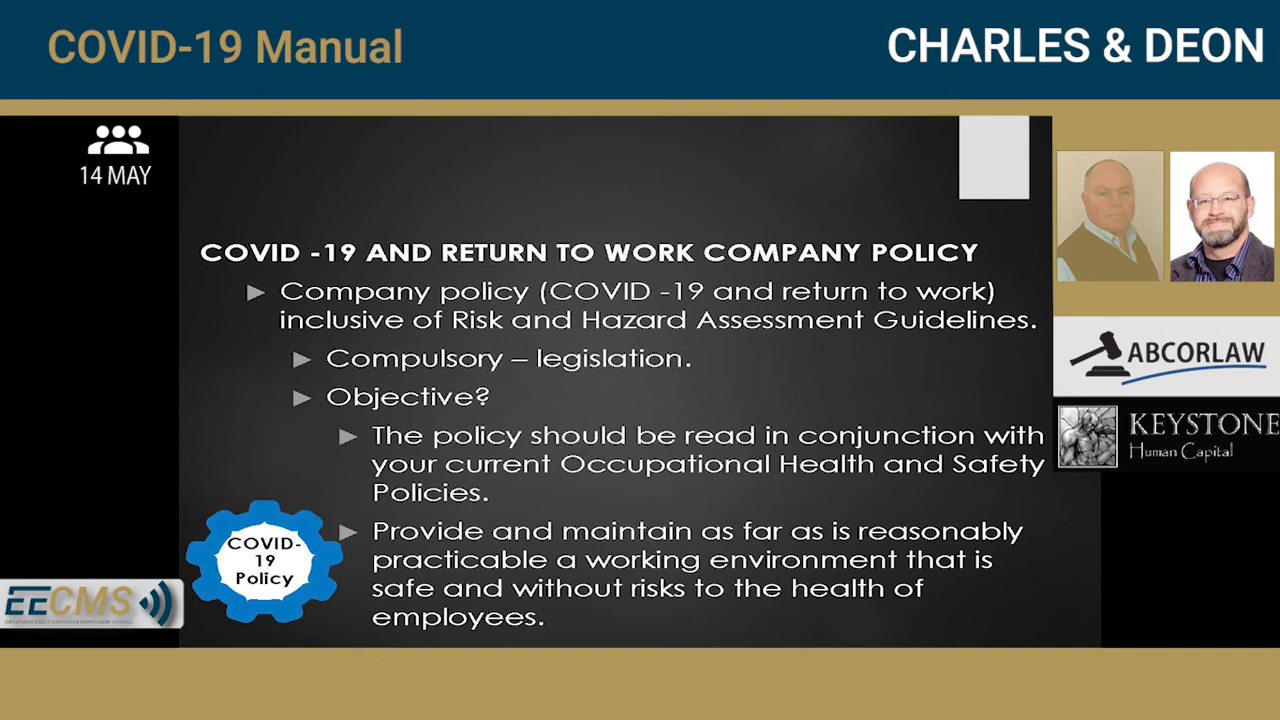 COVID-19 Manual
CHARLES & DEON
14 MAY
COVID -19 AND RETURN TO WORK COMPANY POLICY
Company policy (COVID -19 and return to work)
inclusive of Risk and Hazard Assessment Guidelines.
Compulsory – legislation.
Objective?
The policy should be read in conjunction with
your current Occupational Health and Safety
Policies.
Provide and maintain as far as is reasonably
practicable a working environment that is
safe and without risks to the health of
employees.
COVID-
19
Policy
EECMS
ABCORLAW
KEYSTONE
Human Capital